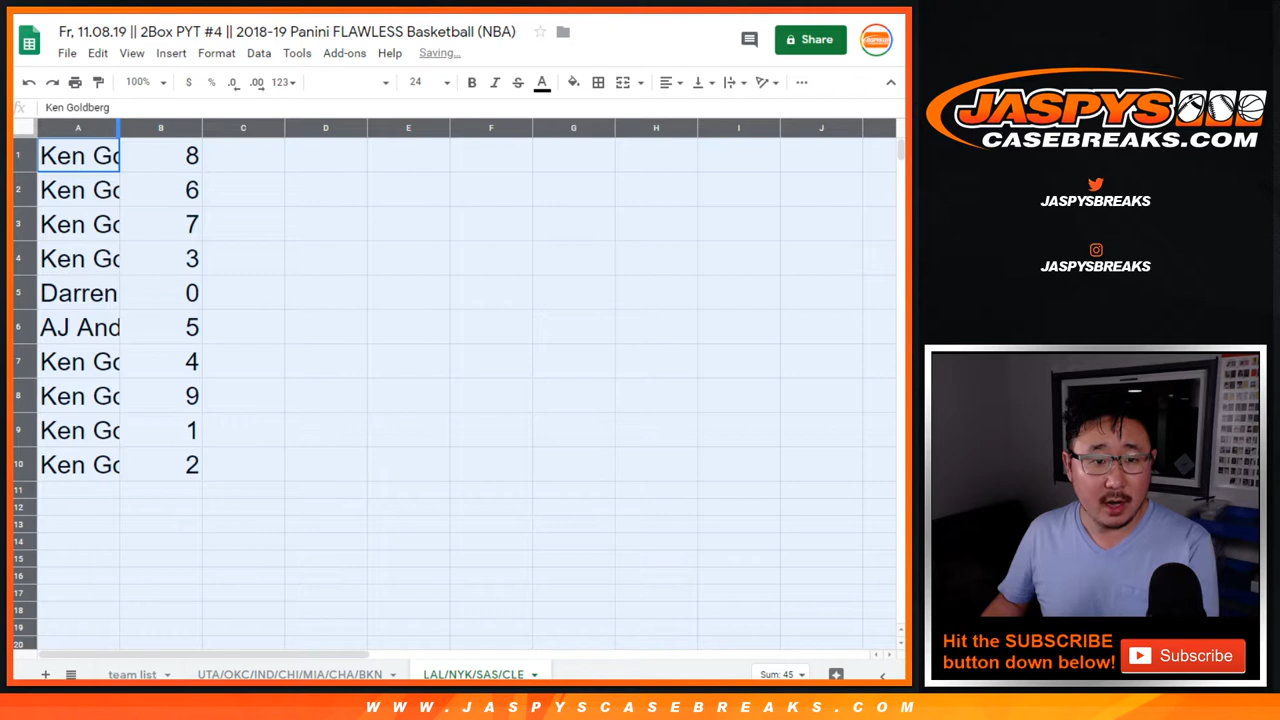 Fr, 11.08.19 || 2Box PYT #4 || 2018-19 Panini FLAWLESS Basketball (NBA)
File Edit View Insert Format Data Tools Add-ons Help Saving...
Share
100% $ % .0 .00 123 24 B I S A
fx Ken Goldberg
A B C D E F G H I J
1 Ken Go 8
2 Ken Go 6
3 Ken Go 7
4 Ken Go 3
5 Darren 0
6 AJ And 5
7 Ken Go 4
8 Ken Go 9
9 Ken Go 1
10 Ken Go 2
11
12
13
14
15
16
17
18
19
20
team list UTA/OKC/IND/CHI/MIA/CHA/BKN LAL/NYK/SAS/CLE Sum: 45
JASPYS
CASEBREAKS.COM
JASPYSBREAKS
JASPYSBREAKS
Hit the SUBSCRIBE
button down below!
Subscribe
WWW.JASPYSCASEBREAKS.COM